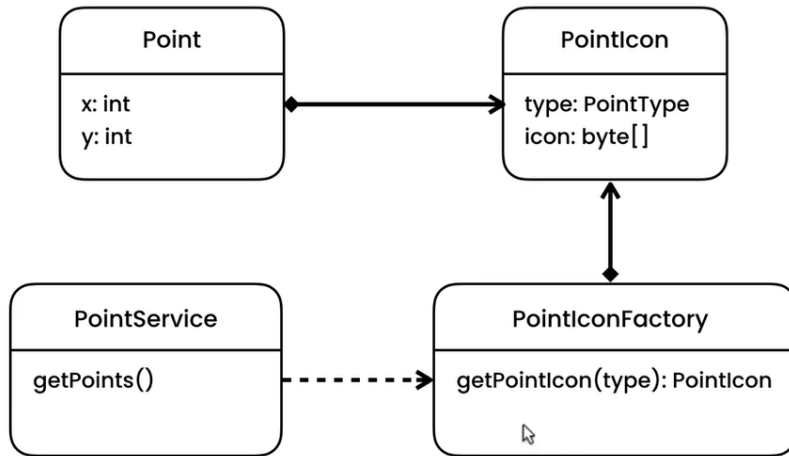 Point
x: int
y: int
PointIcon
type: PointType
icon: byte[]
PointService
getPoints()
PointIconFactory
getPointIcon(type): PointIcon